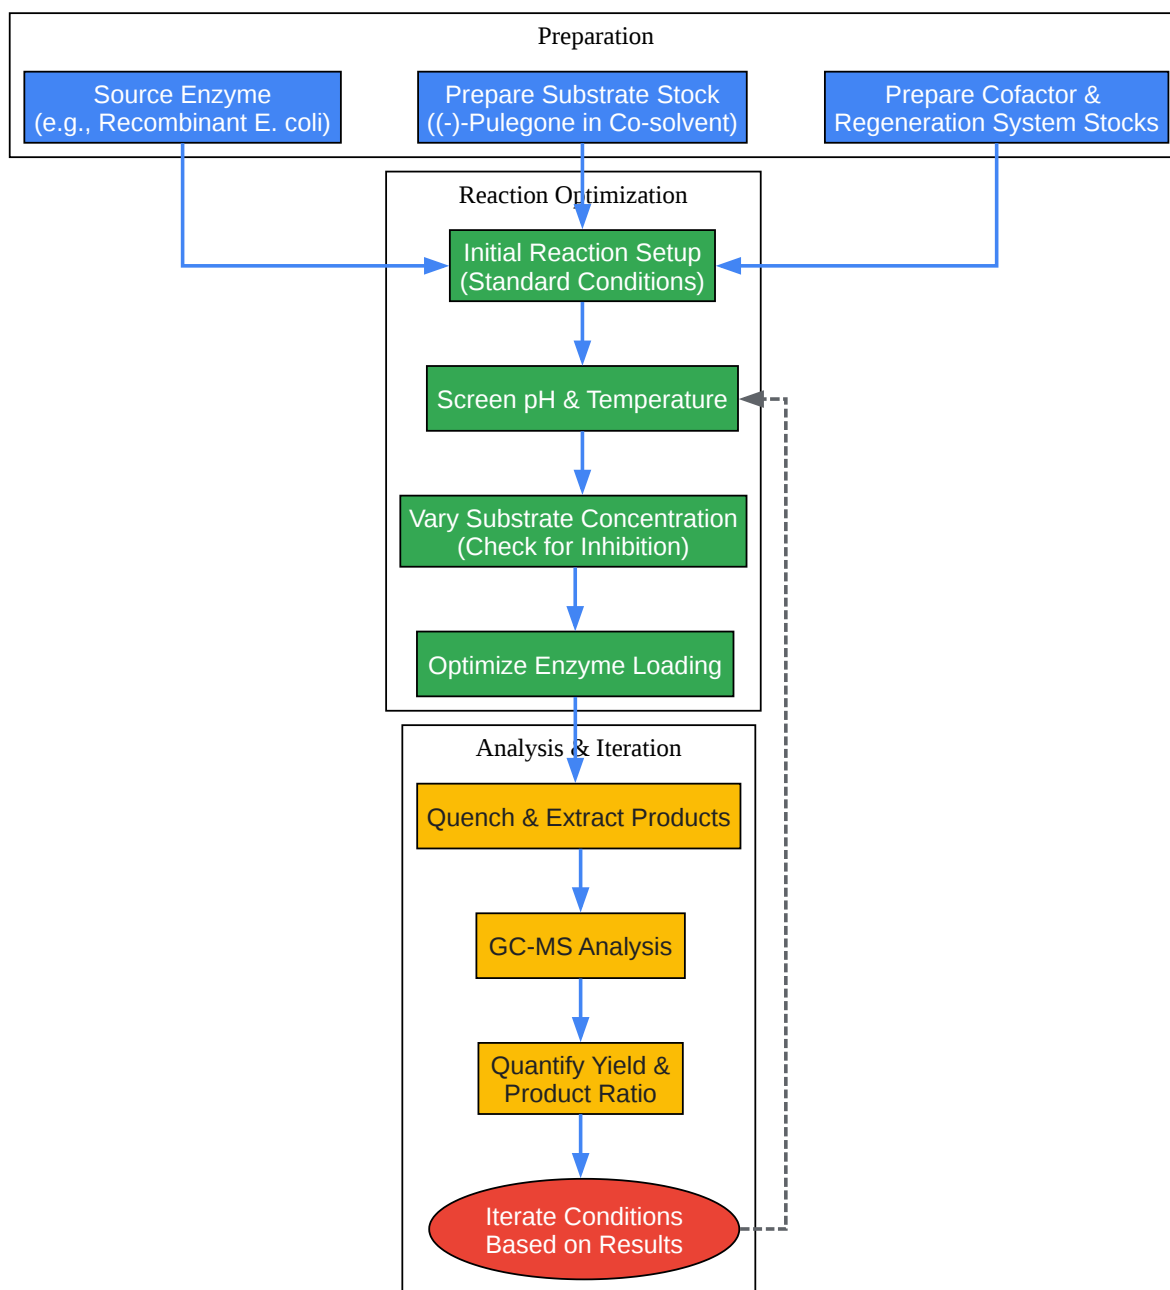 Preparation
Source Enzyme
(e.g., Recombinant E. coli)
Prepare Substrate Stock
((-)-Pulegone in Co-solvent)
Prepare Cofactor &
Regeneration System Stocks
Reaction Optimization
Initial Reaction Setup
(Standard Conditions)
Screen pH & Temperature
Vary Substrate Concentration
(Check for Inhibition)
Optimize Enzyme Loading
Analysis & Iteration
Quench & Extract Products
GC-MS Analysis
Quantify Yield &
Product Ratio
Iterate Conditions
Based on Results